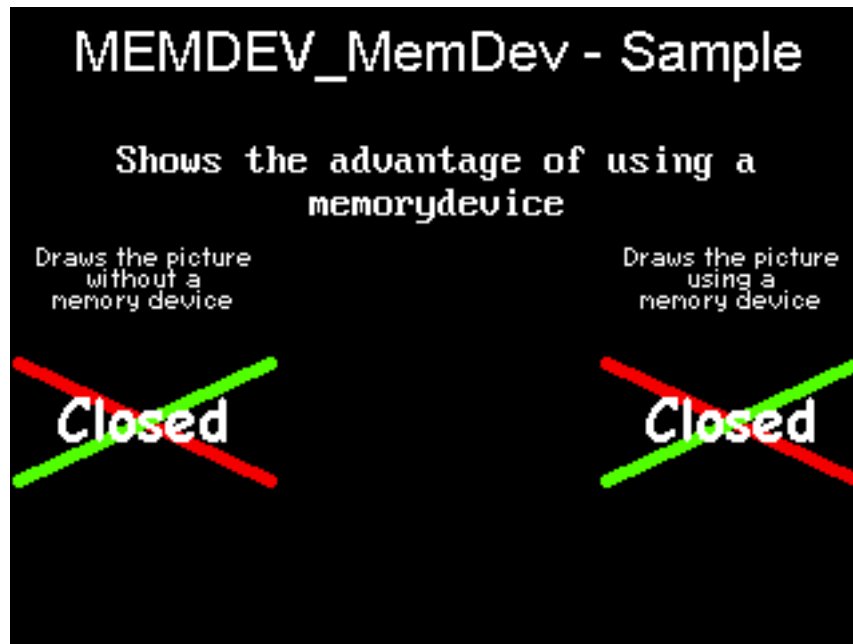 MEMDEV_MemDev - Sample
Shows the advantage of using a
memorydevice
Draws the picture
without a
memory device
Draws the picture
using a
memory device
Closed
Closed